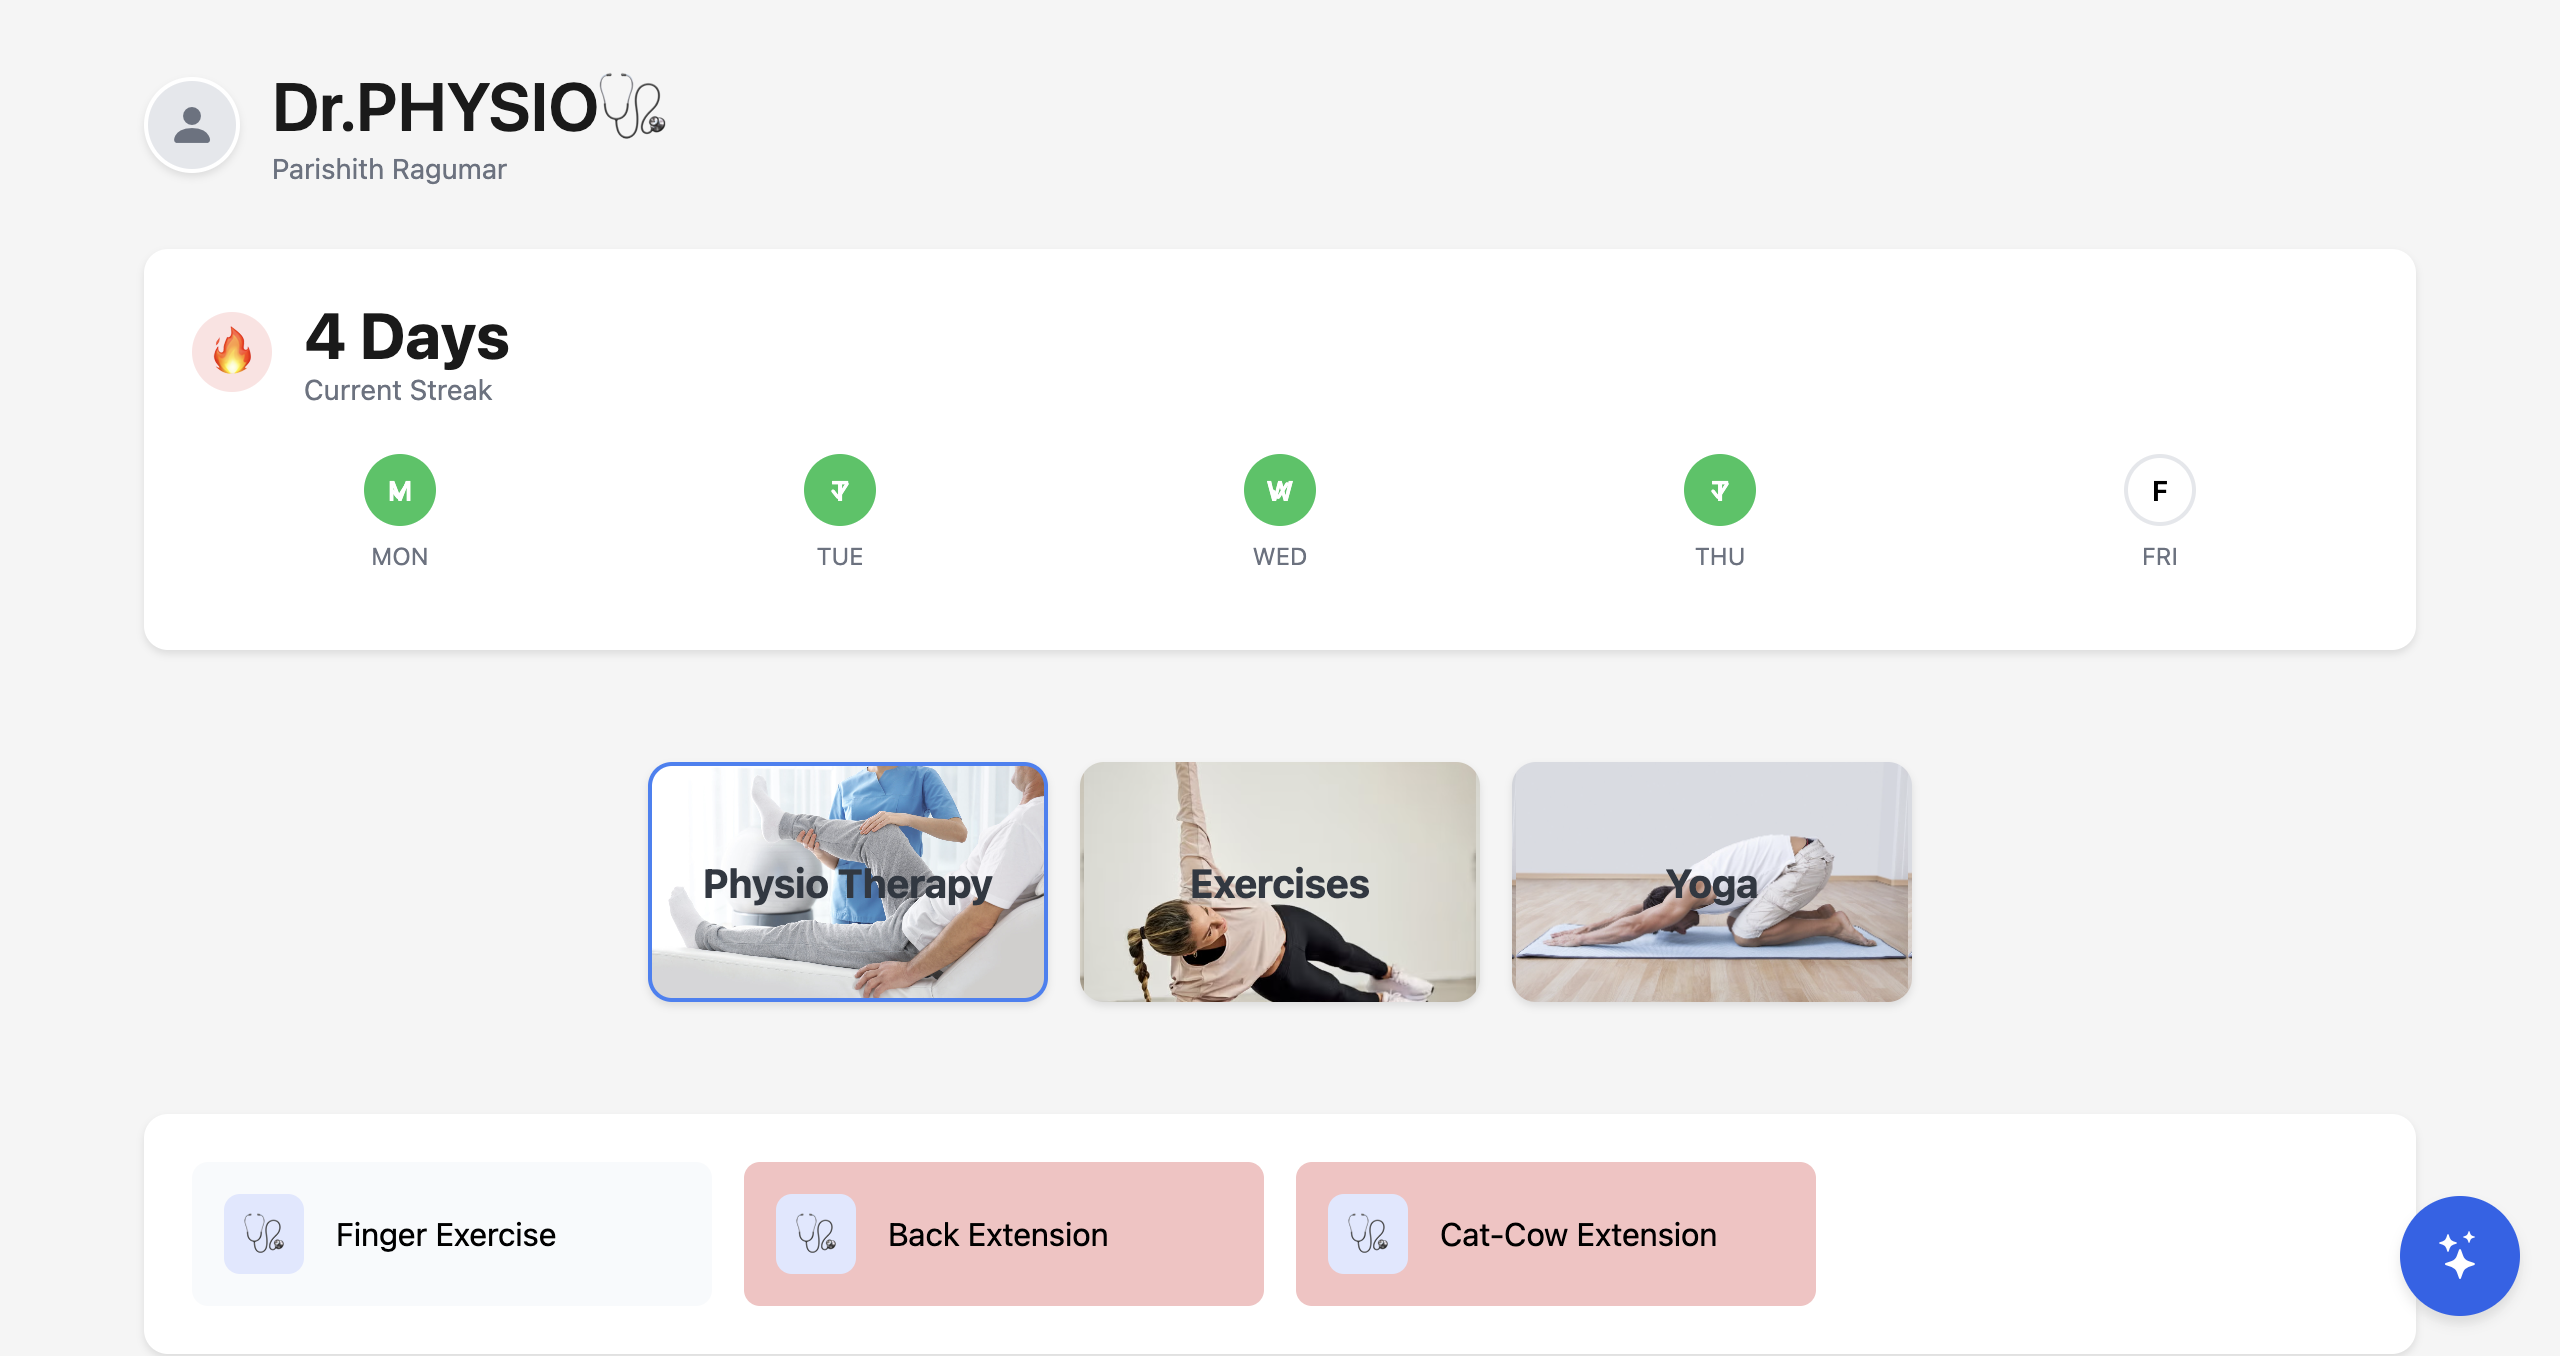 Dr.PHYSIO🩺
Parishith Ragumar
🔥 4 Days
Current Streak
M
T
W
T
F
MON
TUE
WED
THU
FRI
Physio Therapy
Exercises
Yoga
Finger Exercise
Back Extension
Cat-Cow Extension